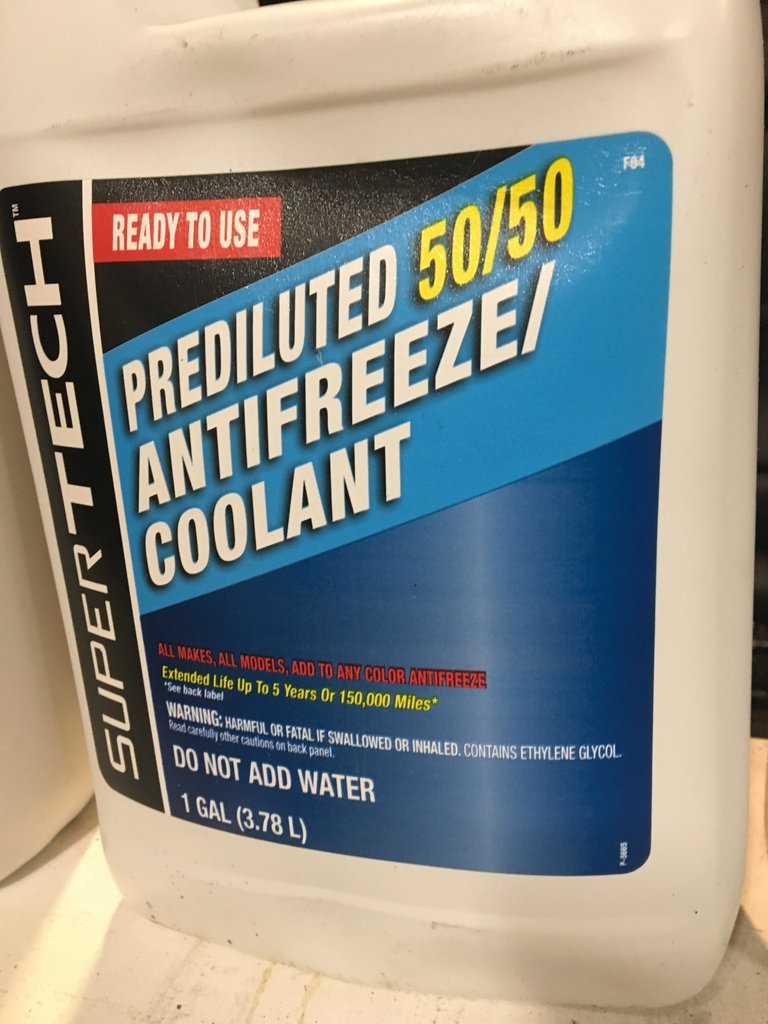 F04
SUPERTECH™
READY TO USE
PREDILUTED 50/50
ANTIFREEZE/
COOLANT
ALL MAKES, ALL MODELS, ADD TO ANY COLOR ANTIFREEZE
Extended Life Up To 5 Years Or 150,000 Miles*
*See back label
WARNING: HARMFUL OR FATAL IF SWALLOWED OR INHALED. CONTAINS ETHYLENE GLYCOL.
Read carefully other cautions on back panel.
DO NOT ADD WATER
1 GAL (3.78 L)